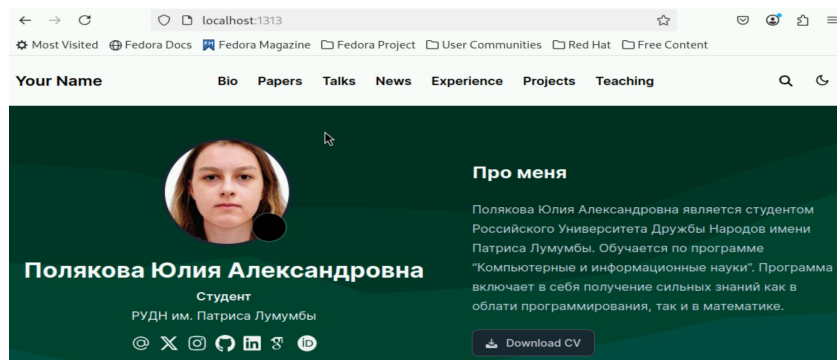 localhost:1313
Most Visited Fedora Docs Fedora Magazine Fedora Project User Communities Red Hat Free Content
Your Name Bio Papers Talks News Experience Projects Teaching
Полякова Юлия Александровна
Студент
РУДН им. Патриса Лумумбы
Про меня
Полякова Юлия Александровна является студентом
Российского Университета Дружбы Народов имени
Патриса Лумумбы. Обучается по программе
“Компьютерные и информационные науки”. Программа
включает в себя получение сильных знаний как в
облати программирования, так и в математике.
Download CV